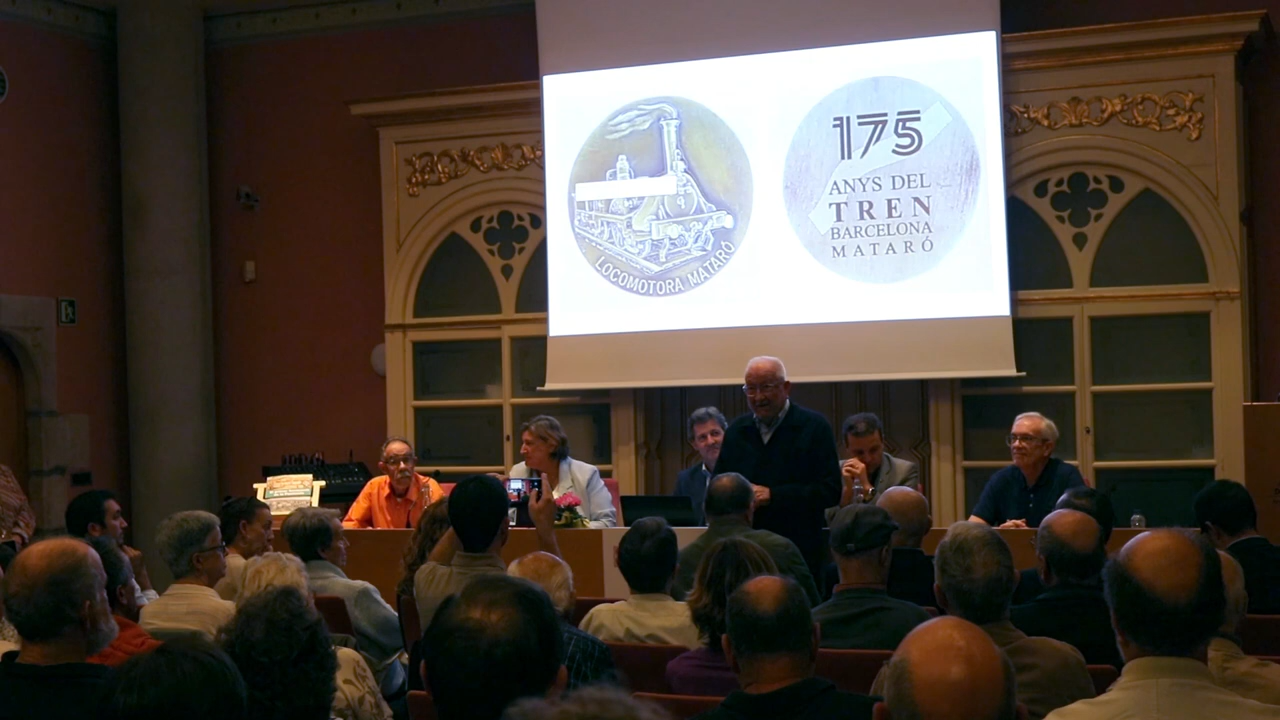 LOCOMOTORA MATARÓ
175
ANYS DEL
TREN
BARCELONA
MATARÓ